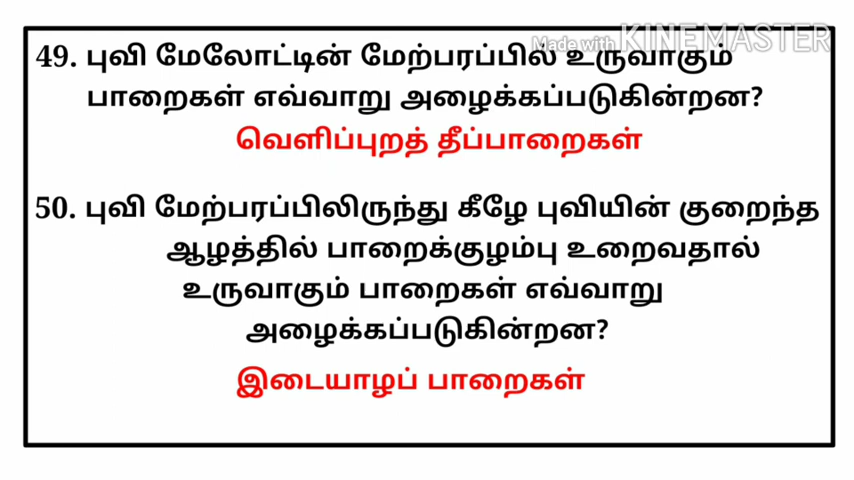 Made with KINEMASTER
49. புவி மேலோட்டின் மேற்பரப்பில் உருவாகும்
பாறைகள் எவ்வாறு அழைக்கப்படுகின்றன?
வெளிப்புறத் தீப்பாறைகள்
50. புவி மேற்பரப்பிலிருந்து கீழே புவியின் குறைந்த
ஆழத்தில் பாறைக்குழம்பு உறைவதால்
உருவாகும் பாறைகள் எவ்வாறு
அழைக்கப்படுகின்றன?
இடையாழப் பாறைகள்